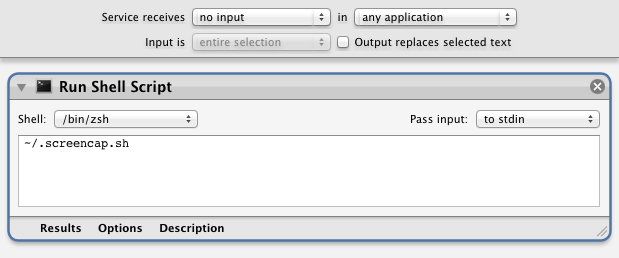 Service receives no input in any application
Input is entire selection Output replaces selected text
Run Shell Script
Shell: /bin/zsh Pass input: to stdin
~/.screencap.sh
Results Options Description